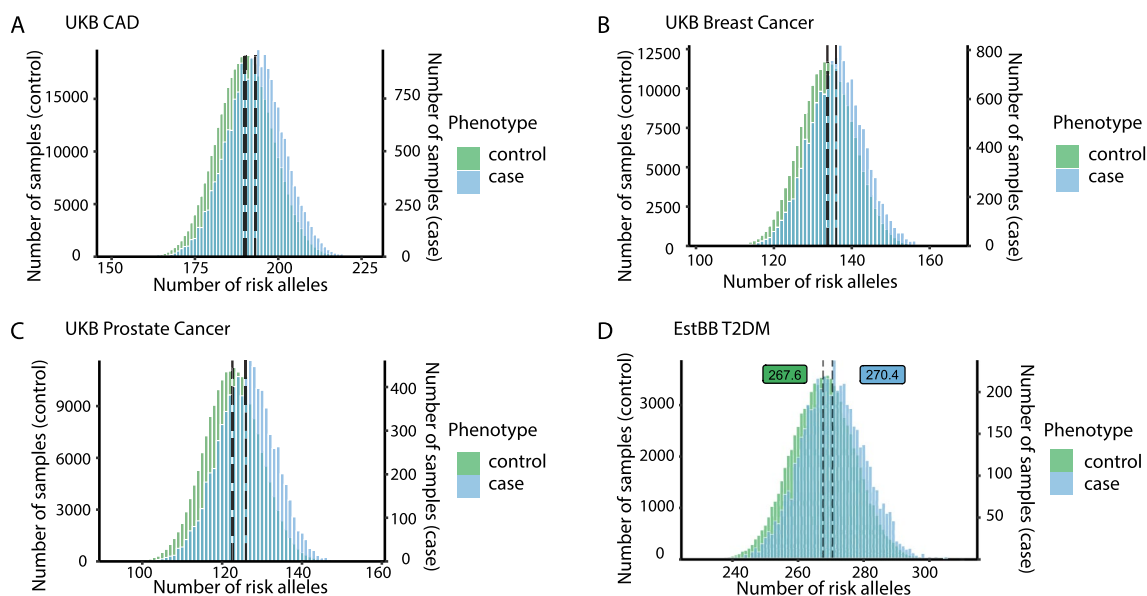 A UKB CAD
Number of samples (control)
15000
10000
5000
0
150 175 200 225
Number of risk alleles
750
500
250
0
Number of samples (case)
Phenotype
control
case
B UKB Breast Cancer
Number of samples (control)
12500
10000
7500
5000
2500
0
100 120 140 160
Number of risk alleles
800
600
400
200
0
Number of samples (case)
Phenotype
control
case
C UKB Prostate Cancer
Number of samples (control)
9000
6000
3000
0
100 120 140 160
Number of risk alleles
400
300
200
100
0
Number of samples (case)
Phenotype
control
case
D EstBB T2DM
267.6 270.4
Number of samples (control)
3000
2000
1000
0
240 260 280 300
Number of risk alleles
200
150
100
50
Number of samples (case)
Phenotype
control
case